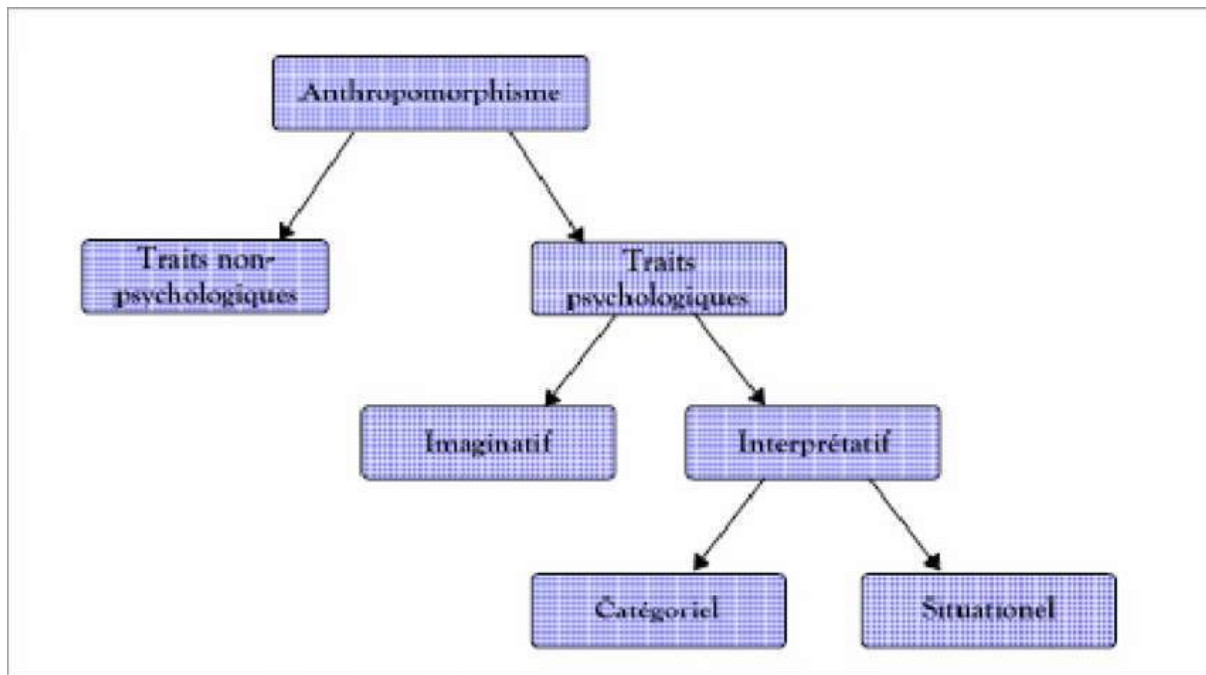 Anthropomorphisme
Traits non-
psychologiques
Traits
psychologiques
Imaginatif
Interprétatif
Catégoriel
Situationel